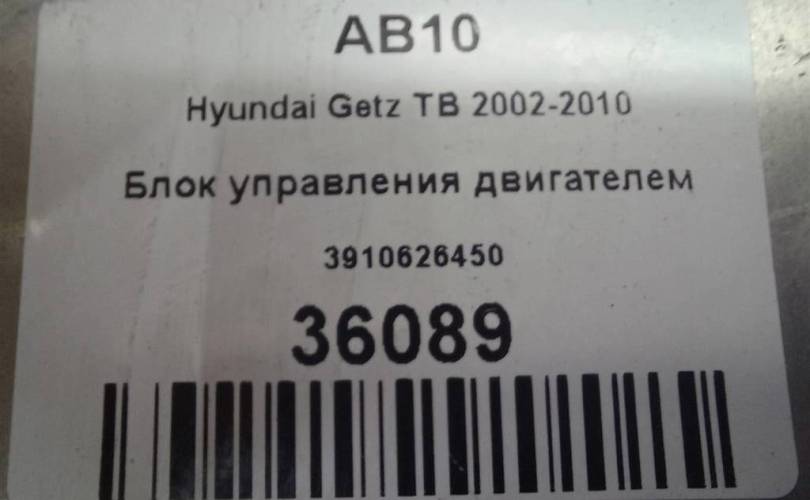 AB10
Hyundai Getz TB 2002-2010
Блок управления двигателем
3910626450
36089